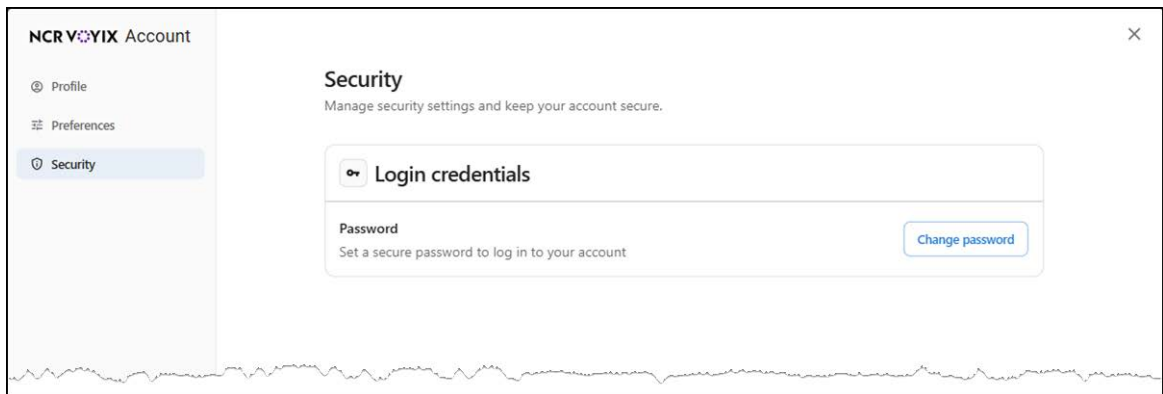 NCR VOYIX Account
Profile
Preferences
Security
Security
Manage security settings and keep your account secure.
Login credentials
Password
Set a secure password to log in to your account
Change password